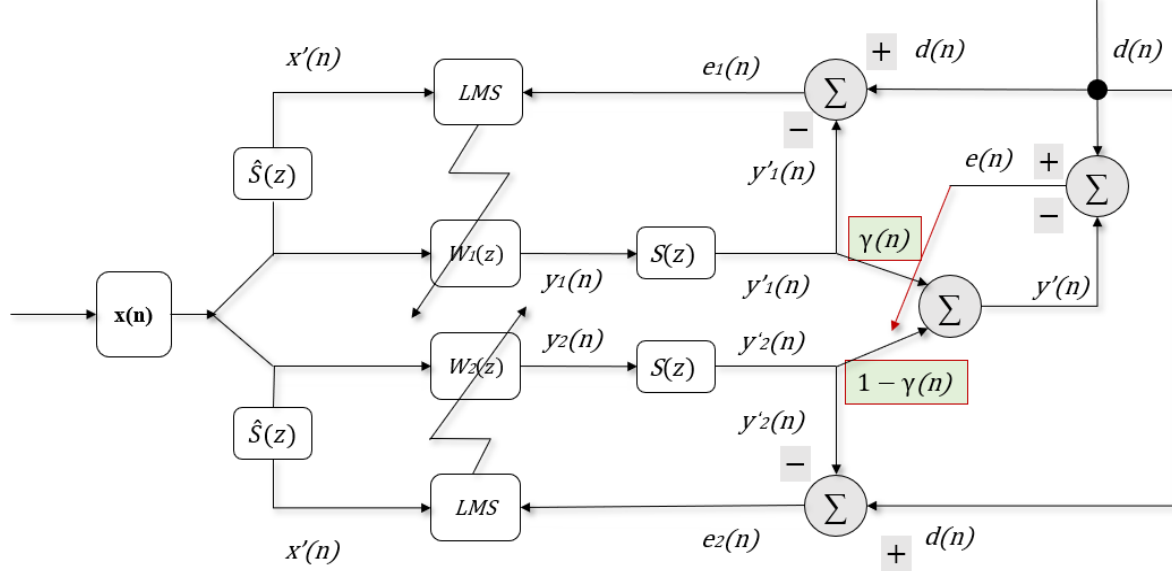 x'(n)
LMS
e₁(n)
∑
+
d(n)
d(n)
−
Ŝ(z)
y'₁(n)
e(n)
+
∑
−
W₁(z)
y₁(n)
S(z)
y'₁(n)
γ(n)
x(n)
∑
y'(n)
W₂(z)
y₂(n)
S(z)
y‘₂(n)
1 − γ(n)
Ŝ(z)
y‘₂(n)
−
LMS
∑
x'(n)
e₂(n)
+
d(n)